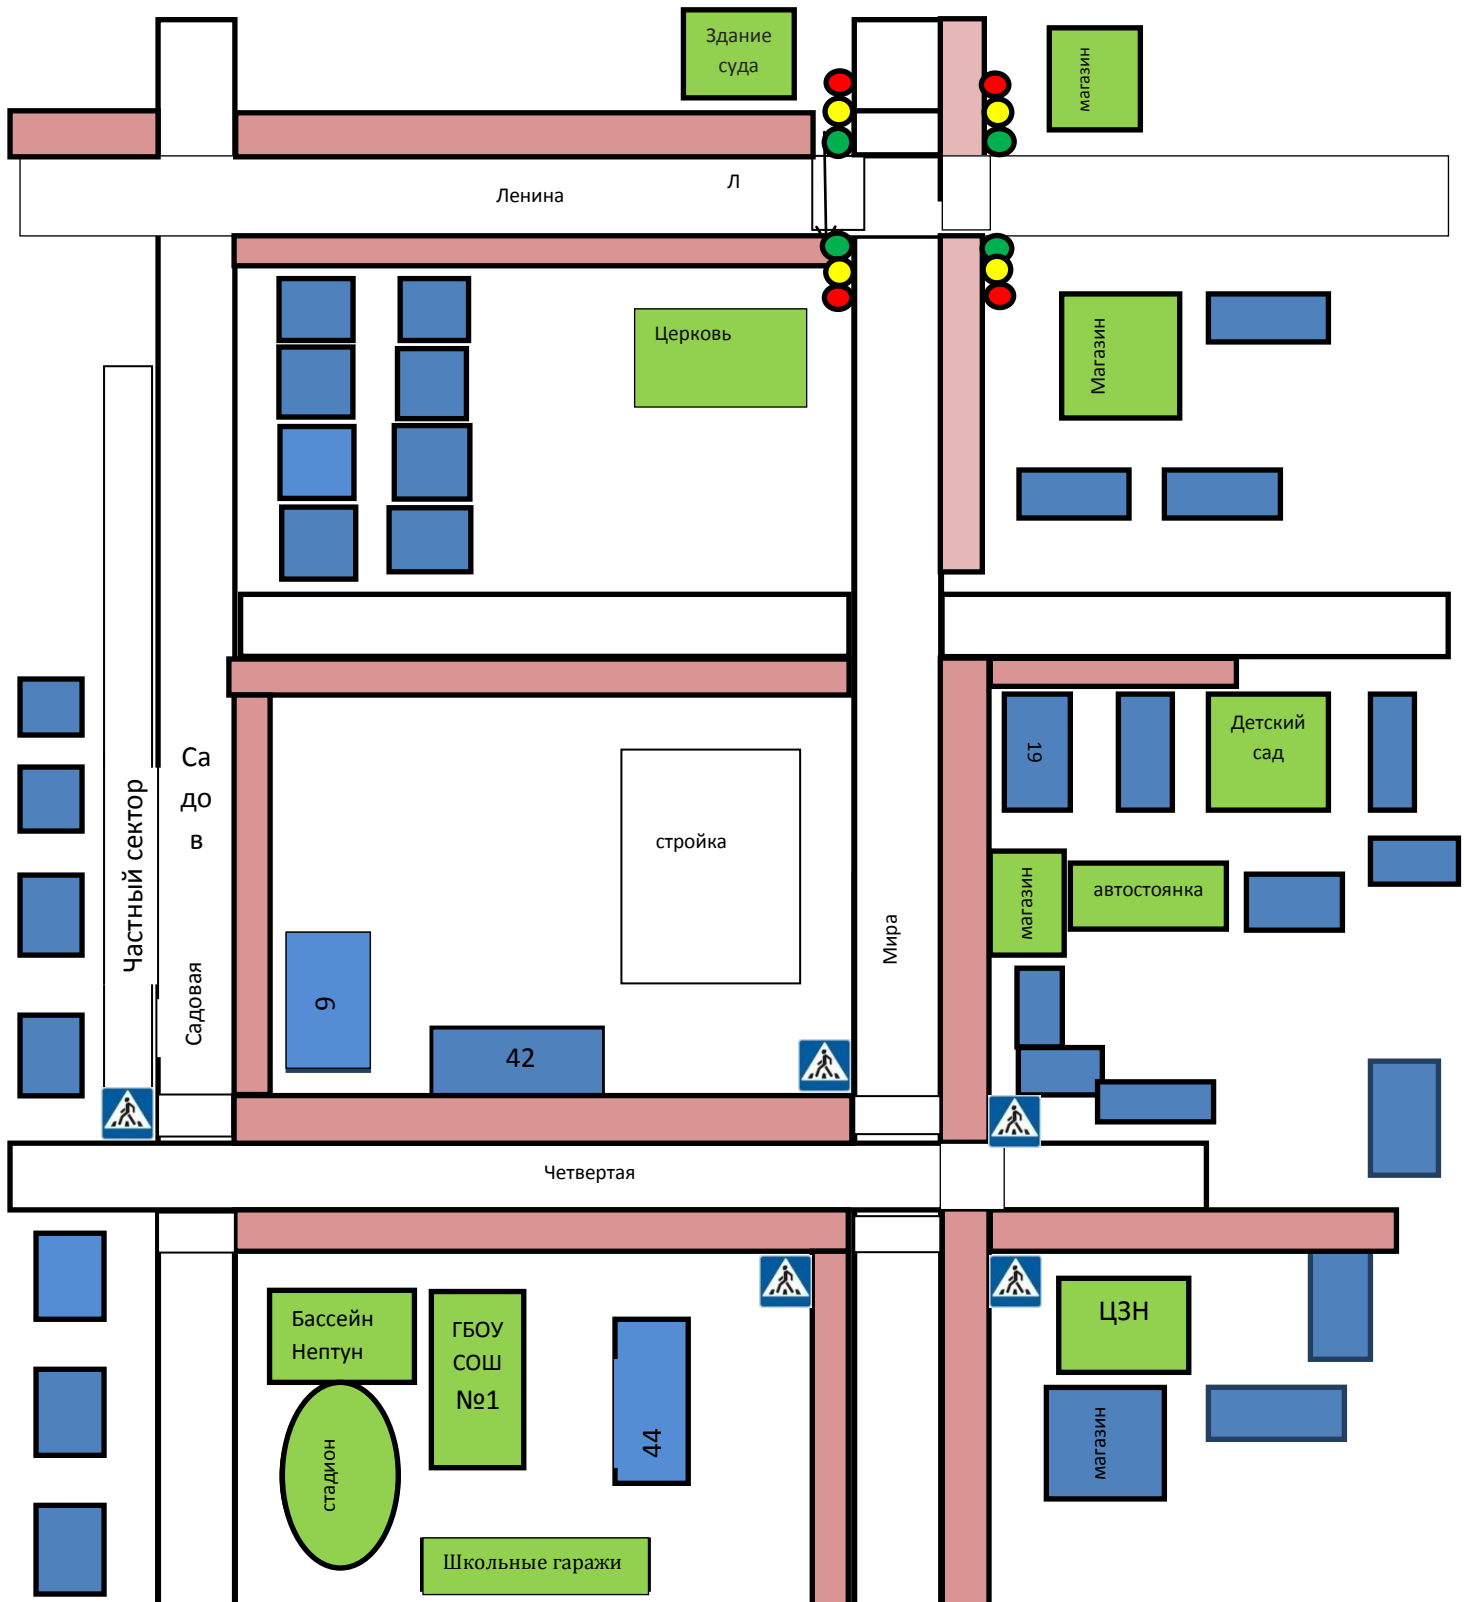 Здание
суда
магазин
Л
Ленина
Церковь
Магазин
Детский
сад
19
Са
до
в
Частный сектор
стройка
магазин
автостоянка
Мира
Садовая
9
42
Четвертая
Бассейн
Нептун
ГБОУ
СОШ
№1
ЦЗН
44
магазин
стадион
Школьные гаражи